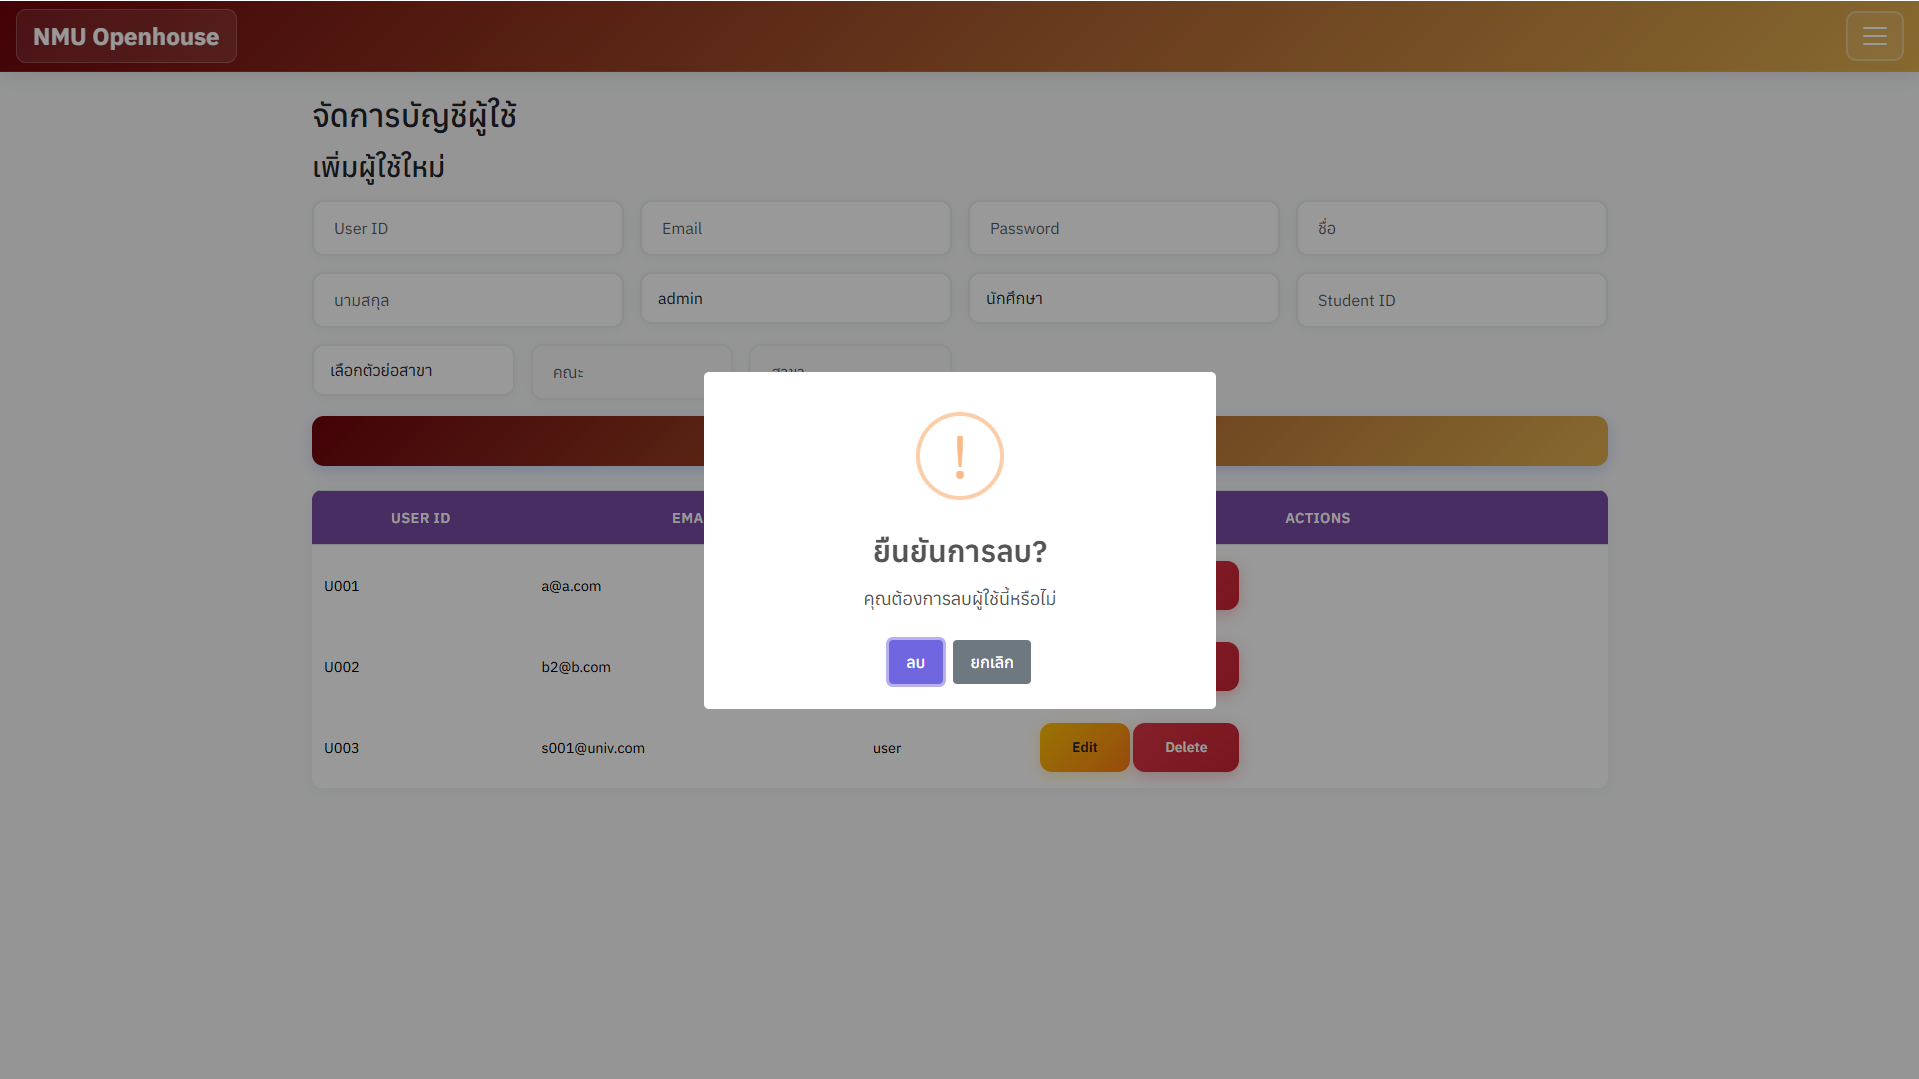 NMU Openhouse
จัดการบัญชีผู้ใช้
เพิ่มผู้ใช้ใหม่
User ID Email Password ชื่อ
นามสกุล admin นักศึกษา Student ID
เลือกตัวย่อสาขา คณะ
!
ยืนยันการลบ?
คุณต้องการลบผู้ใช้นี้หรือไม่
ลบ ยกเลิก
USER ID EMA ACTIONS
U001 a@a.com
U002 b2@b.com
U003 s001@univ.com user Edit Delete